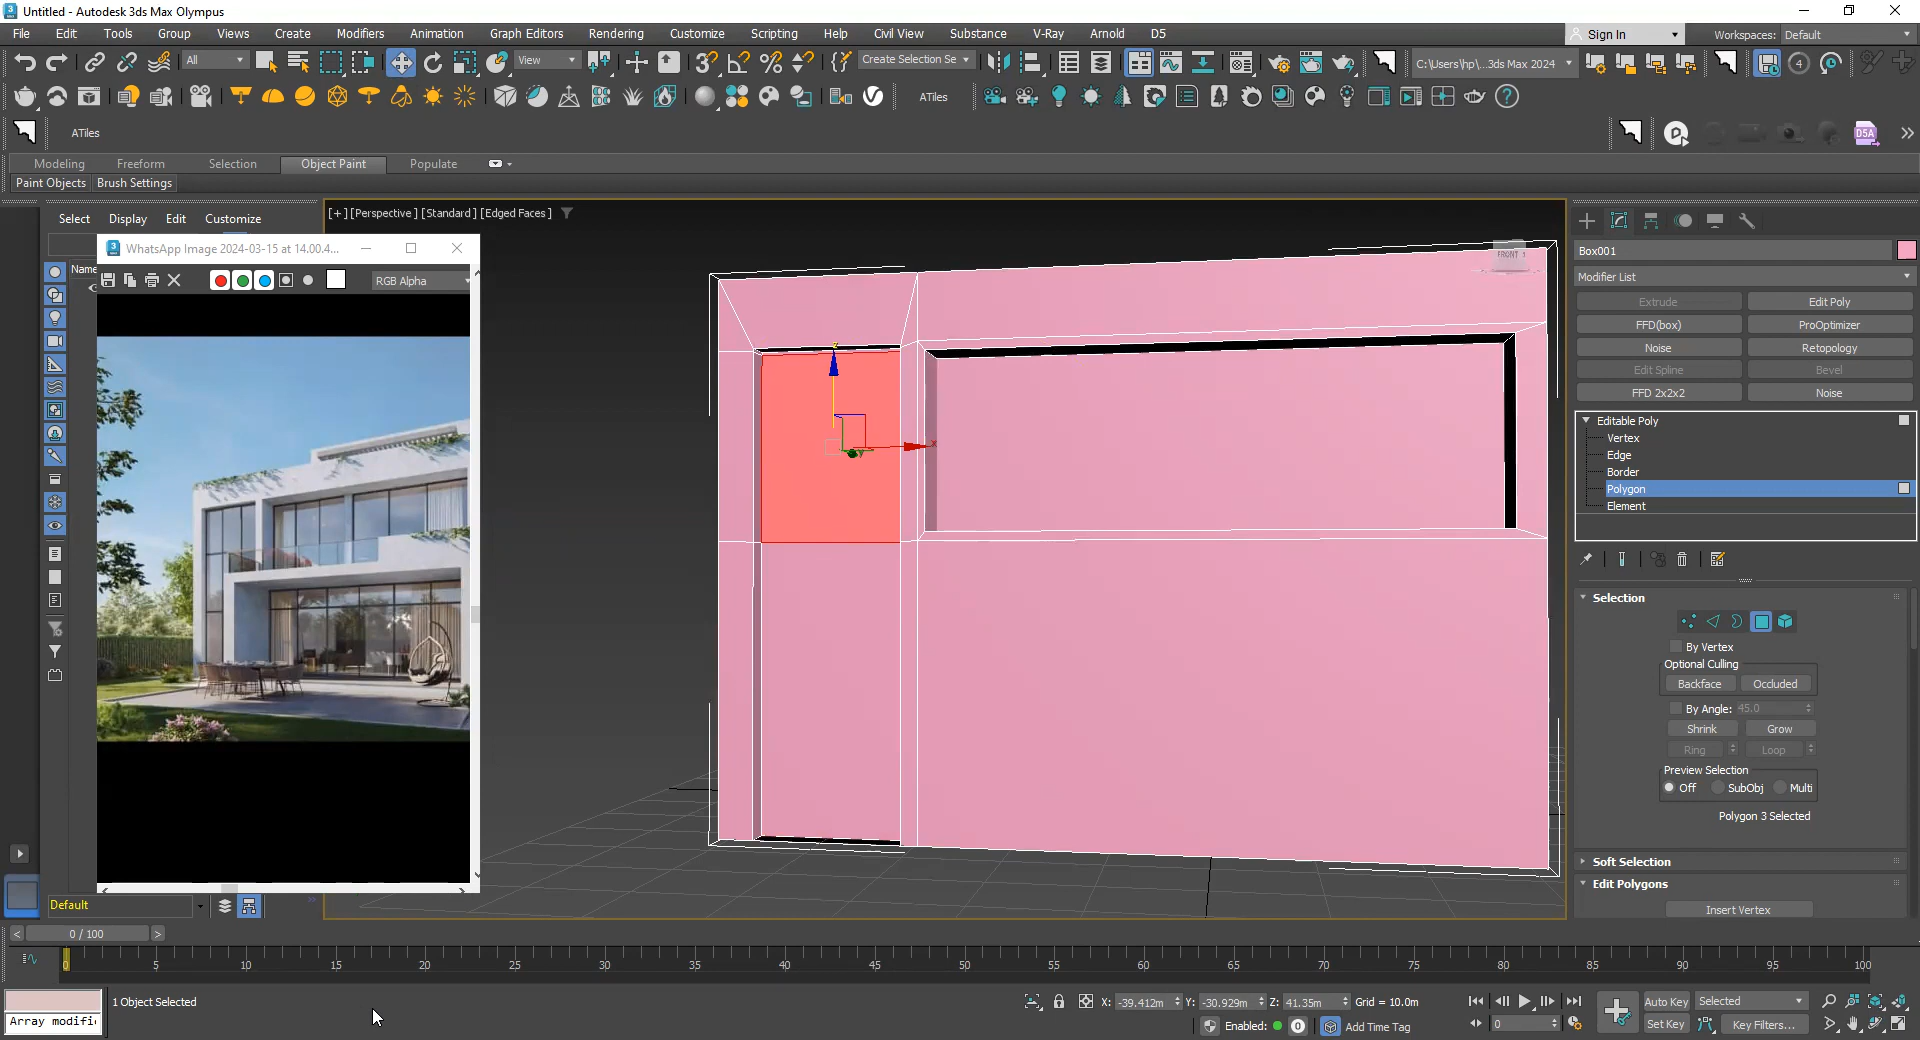 Untitled - Autodesk 3ds Max Olympus
File Edit Tools Group Views Create Modifiers Animation Graph Editors Rendering Customize Scripting Help Civil View Substance V-Ray Arnold D5
Sign In Workspaces: Default
All View Create Selection Se C:\Users\hp\...3ds Max 2024 4
ATiles
ATiles D5A
Modeling Freeform Selection Object Paint Populate
Paint Objects Brush Settings
Select Display Edit Customize
[+] [Perspective ] [Standard ] [Edged Faces ]
Name
WhatsApp Image 2024-03-15 at 14.00.4...
RGB Alpha
FRONT
Box001
Modifier List
Extrude Edit Poly
FFD(box) ProOptimizer
Noise Retopology
Edit Spline Bevel
FFD 2x2x2 Noise
Editable Poly
Vertex
Edge
Border
Polygon
Element
Selection
By Vertex
Optional Culling
Backface Occluded
By Angle: 45.0
Shrink Grow
Ring Loop
Preview Selection
Off SubObj Multi
Polygon 3 Selected
Soft Selection
Edit Polygons
Insert Vertex
Default
0 / 100
0 5 10 15 20 25 30 35 40 45 50 55 60 65 70 75 80 85 90 95 100
1 Object Selected X: -39.412m Y: -30.929m Z: 41.35m Grid = 10.0m Auto Key Selected
Array modifi Enabled: 0 Add Time Tag 0 Set Key Key Filters...